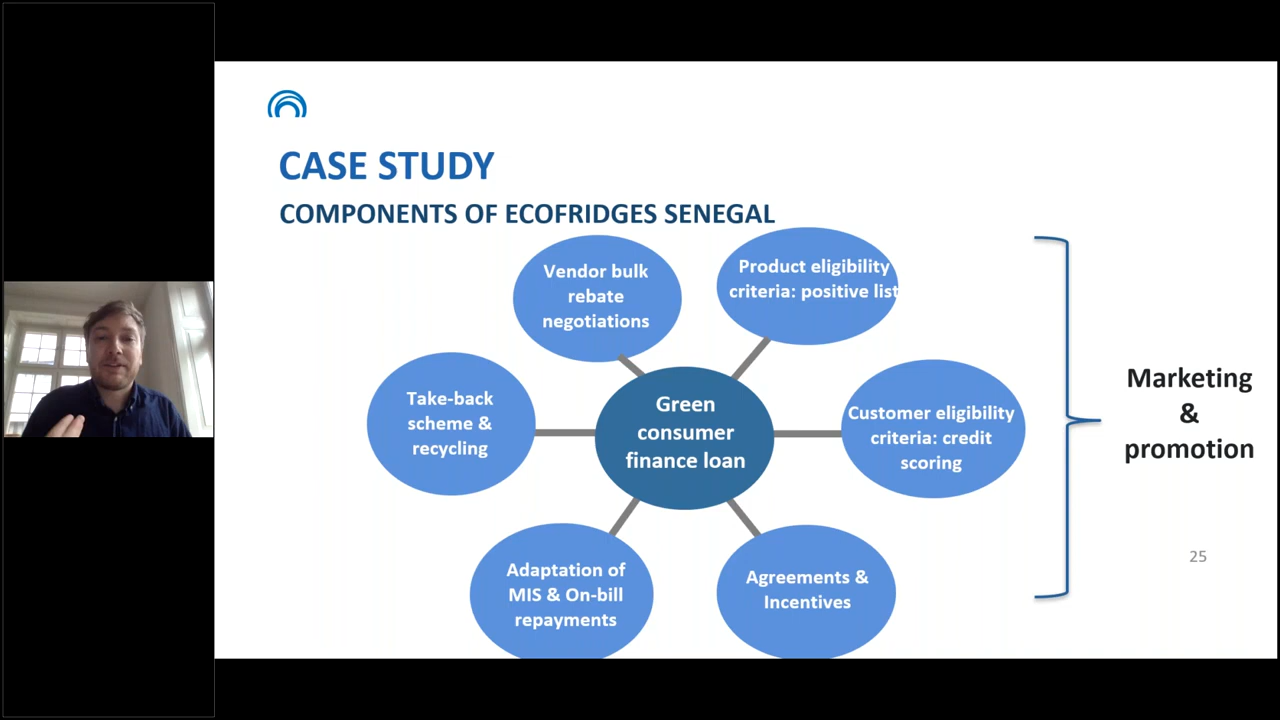 CASE STUDY
COMPONENTS OF ECOFRIDGES SENEGAL
Vendor bulk
rebate
negotiations
Product eligibility
criteria: positive list
Take-back
scheme &
recycling
Green
consumer
finance loan
Customer eligibility
criteria: credit
scoring
Adaptation of
MIS & On-bill
repayments
Agreements &
Incentives
Marketing
&
promotion
25